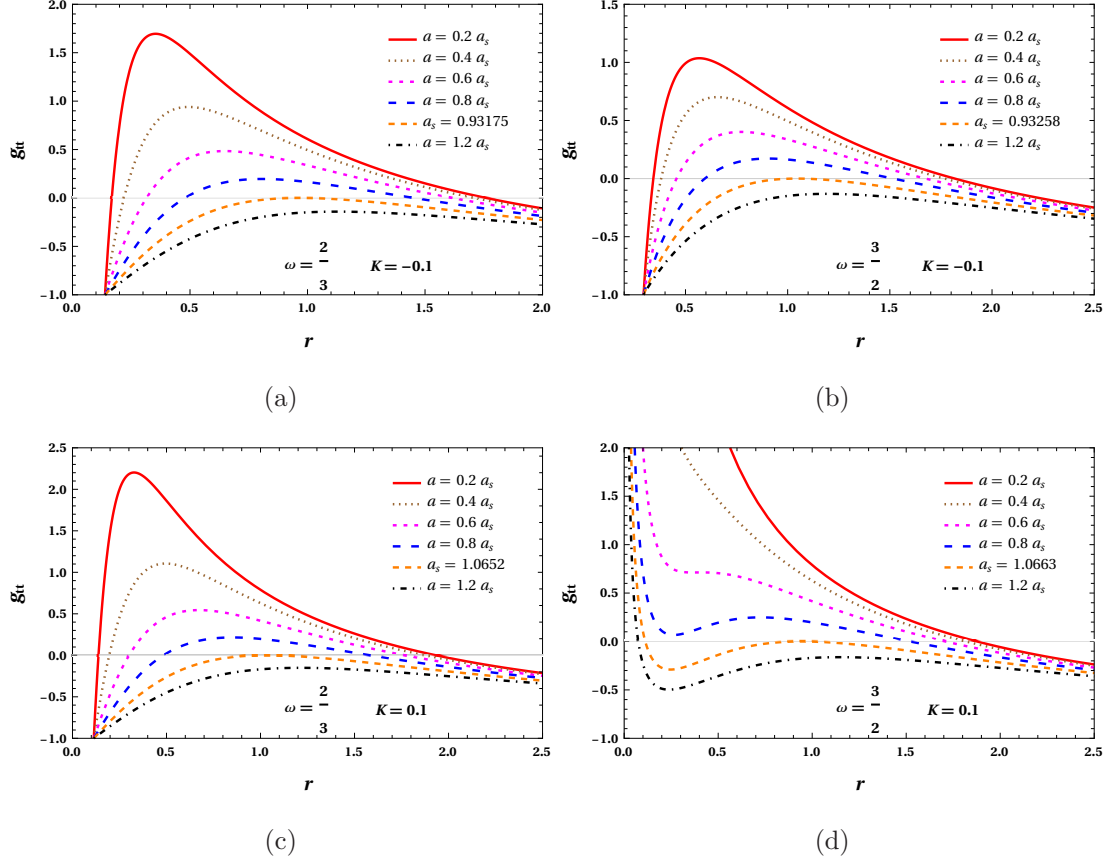 2.0
1.5
1.0
0.5
0.0
−0.5
−1.0
0.0 0.5 1.0 1.5 2.0
g_tt
r
a = 0.2 a_s
a = 0.4 a_s
a = 0.6 a_s
a = 0.8 a_s
a_s = 0.93175
a = 1.2 a_s
ω = 2/3 K = −0.1
(a)
1.5
1.0
0.5
0.0
−0.5
−1.0
0.5 1.0 1.5 2.0 2.5
g_tt
r
a = 0.2 a_s
a = 0.4 a_s
a = 0.6 a_s
a = 0.8 a_s
a_s = 0.93258
a = 1.2 a_s
ω = 3/2 K = −0.1
(b)
2.5
2.0
1.5
1.0
0.5
0.0
−0.5
−1.0
0.0 0.5 1.0 1.5 2.0 2.5
g_tt
r
a = 0.2 a_s
a = 0.4 a_s
a = 0.6 a_s
a = 0.8 a_s
a_s = 1.0652
a = 1.2 a_s
ω = 2/3 K = 0.1
(c)
2.0
1.5
1.0
0.5
0.0
−0.5
−1.0
0.0 0.5 1.0 1.5 2.0 2.5
g_tt
r
a = 0.2 a_s
a = 0.4 a_s
a = 0.6 a_s
a = 0.8 a_s
a_s = 1.0663
a = 1.2 a_s
ω = 3/2 K = 0.1
(d)